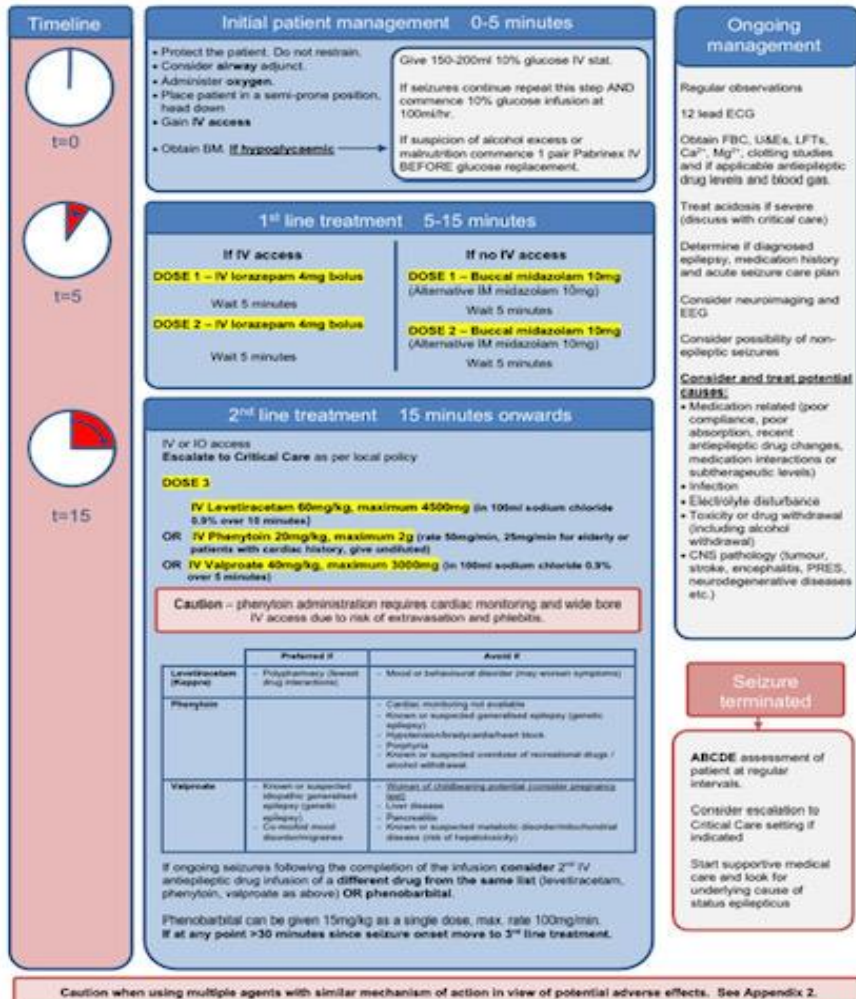 Timeline
t=0
t=5
t=15
Initial patient management 0-5 minutes
• Protect the patient. Do not restrain.
• Consider airway adjunct.
• Administer oxygen.
• Place patient in a semi-prone position,
head down
• Gain IV access
• Obtain BM. If hypoglycaemic
Give 150-200ml 10% glucose IV stat.
If seizures continue repeat this step AND
commence 10% glucose infusion at
100ml/hr.
If suspicion of alcohol excess or
malnutrition commence 1 pair Pabrinex IV
BEFORE glucose replacement.
1st line treatment 5-15 minutes
If IV access
DOSE 1 – IV lorazepam 4mg bolus
Wait 5 minutes
DOSE 2 – IV lorazepam 4mg bolus
Wait 5 minutes
If no IV access
DOSE 1 – Buccal midazolam 10mg
(Alternative IM midazolam 10mg)
Wait 5 minutes
DOSE 2 – Buccal midazolam 10mg
(Alternative IM midazolam 10mg)
Wait 5 minutes
2nd line treatment 15 minutes onwards
IV or IO access
Escalate to Critical Care as per local policy
DOSE 3
IV Levetiracetam 60mg/kg, maximum 4500mg (in 100ml sodium chloride
0.9% over 10 minutes)
OR IV Phenytoin 20mg/kg, maximum 2g (rate 50mg/min, 25mg/min for elderly or
patients with cardiac history, give undiluted)
OR IV Valproate 40mg/kg, maximum 3000mg (in 100ml sodium chloride 0.9%
over 5 minutes)
Caution – phenytoin administration requires cardiac monitoring and wide bore
IV access due to risk of extravasation and phlebitis.
Preferred if
Avoid if
Levetiracetam
(Keppra)
- Polypharmacy (fewest
drug interactions)
- Mood or behavioural disorder (may worsen symptoms)
Phenytoin
- Cardiac monitoring not available
- Known or suspected generalised epilepsy (genetic
epilepsy)
- Hypotension/bradycardia/heart block
- Porphyria
- Known or suspected overdose of recreational drugs /
alcohol withdrawal
Valproate
- Known or suspected
idiopathic generalised
epilepsy (genetic
epilepsy)
- Co-morbid mood
disorder/migraines
- Women of childbearing potential (consider pregnancy
test)
- Liver disease
- Pancreatitis
- Known or suspected metabolic disorder/mitochondrial
disease (risk of hepatotoxicity)
If ongoing seizures following the completion of the infusion consider 2nd IV
antiepileptic drug infusion of a different drug from the same list (levetiracetam,
phenytoin, valproate as above) OR phenobarbital.
Phenobarbital can be given 15mg/kg as a single dose, max. rate 100mg/min.
If at any point >30 minutes since seizure onset move to 3rd line treatment.
Ongoing
management
Regular observations
12 lead ECG
Obtain FBC, U&Es, LFTs,
Ca²⁺, Mg²⁺, clotting studies
and if applicable antiepileptic
drug levels and blood gas.
Treat acidosis if severe
(discuss with critical care)
Determine if diagnosed
epilepsy, medication history
and acute seizure care plan
Consider neuroimaging and
EEG
Consider possibility of non-
epileptic seizures
Consider and treat potential
causes:
• Medication related (poor
compliance, poor
absorption, recent
antiepileptic drug changes,
medication interactions or
subtherapeutic levels)
• Infection
• Electrolyte disturbance
• Toxicity or drug withdrawal
(including alcohol
withdrawal)
• CNS pathology (tumour,
stroke, encephalitis, PRES,
neurodegenerative diseases
etc.)
Seizure
terminated
ABCDE assessment of
patient at regular
intervals.
Consider escalation to
Critical Care setting if
indicated
Start supportive medical
care and look for
underlying cause of
status epilepticus
Caution when using multiple agents with similar mechanism of action in view of potential adverse effects. See Appendix 2.